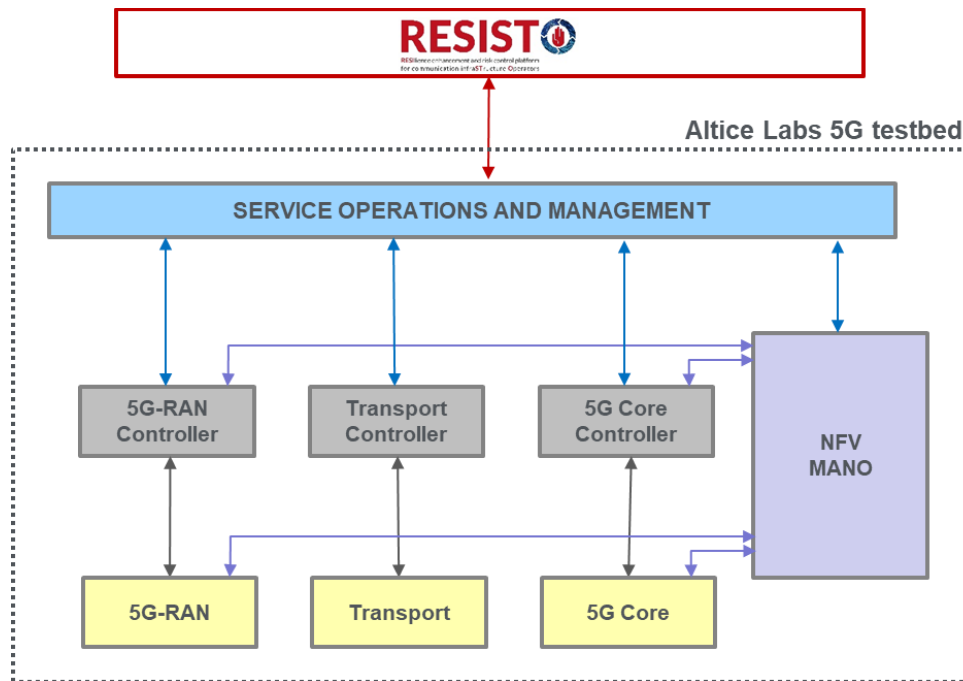 RESISTO
RESilience enhancement and risk control platform
for communication infraSTructure Operators
Altice Labs 5G testbed
SERVICE OPERATIONS AND MANAGEMENT
5G-RAN
Controller
Transport
Controller
5G Core
Controller
NFV
MANO
5G-RAN
Transport
5G Core